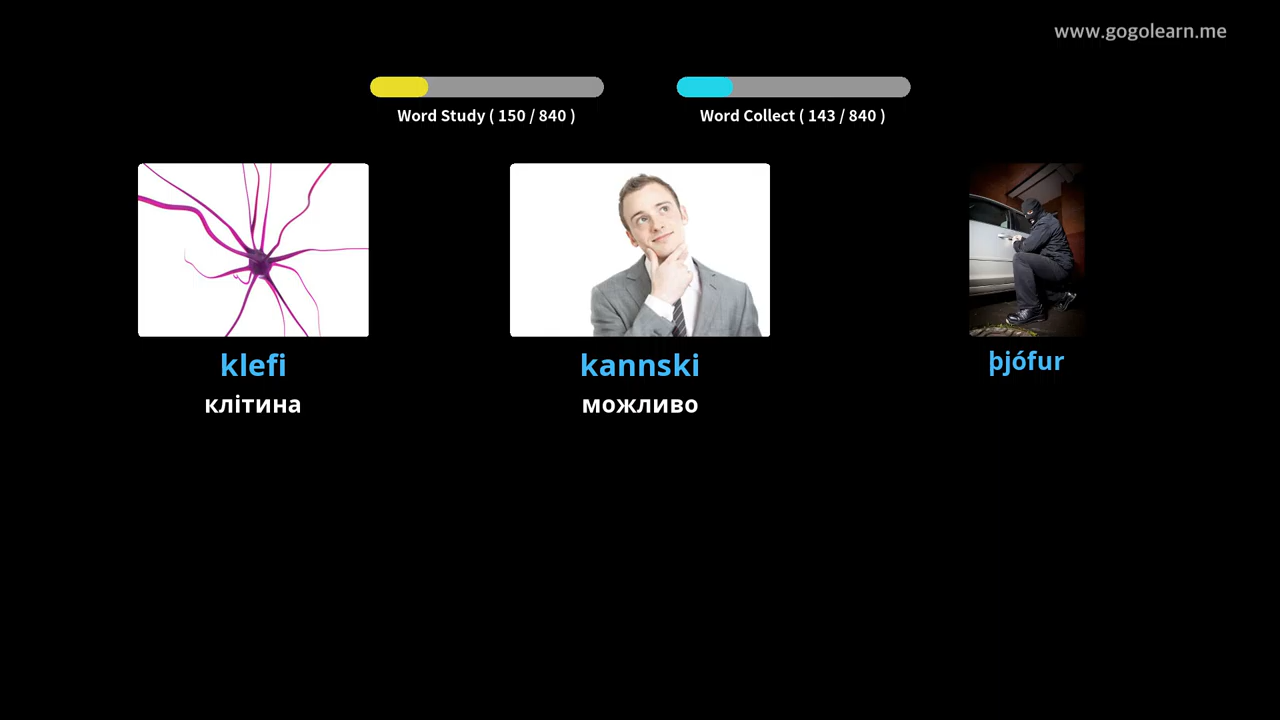 www.gogolearn.me
Word Study ( 150 / 840 )
Word Collect ( 143 / 840 )
klefi
клітина
kannski
можливо
þjófur